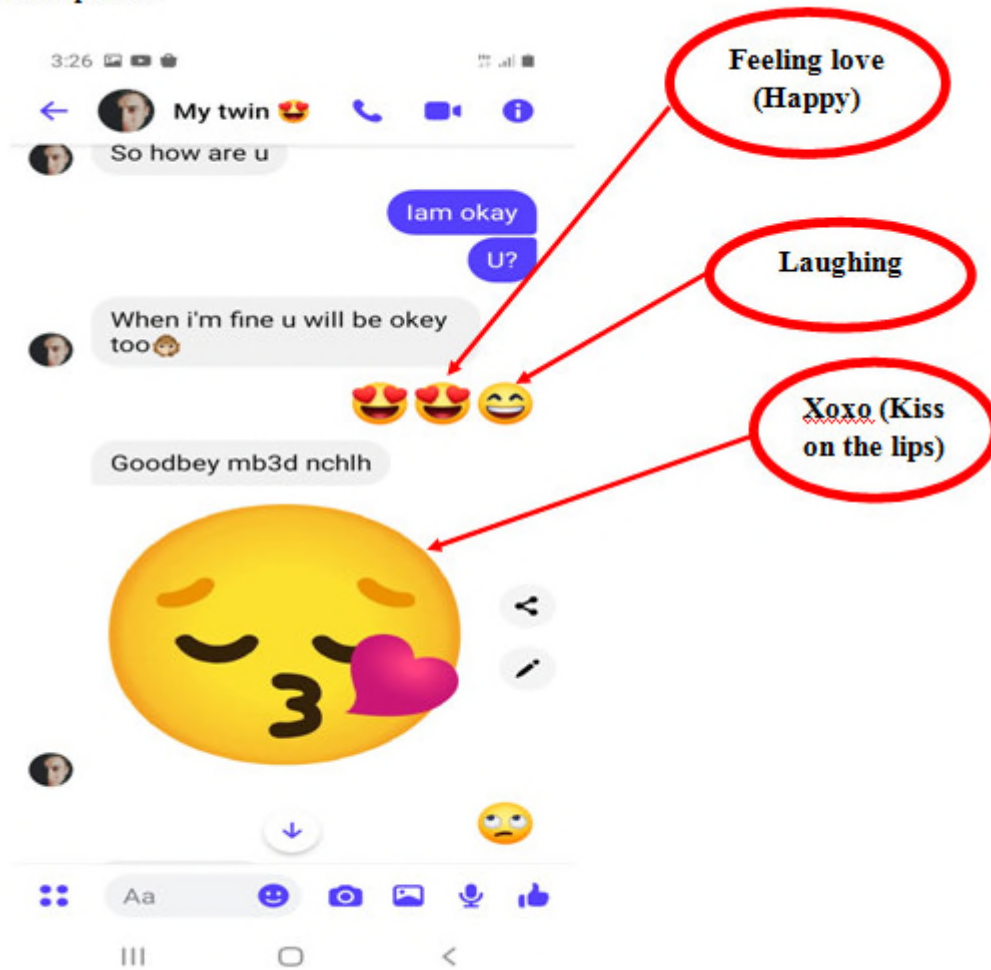 3:26
My twin 😍
So how are u
Iam okay
U?
When i'm fine u will be okey
too🙊
😍😍😄
Goodbey mb3d nchlh
🙄
Aa
Feeling love
(Happy)
Laughing
Xoxo (Kiss
on the lips)